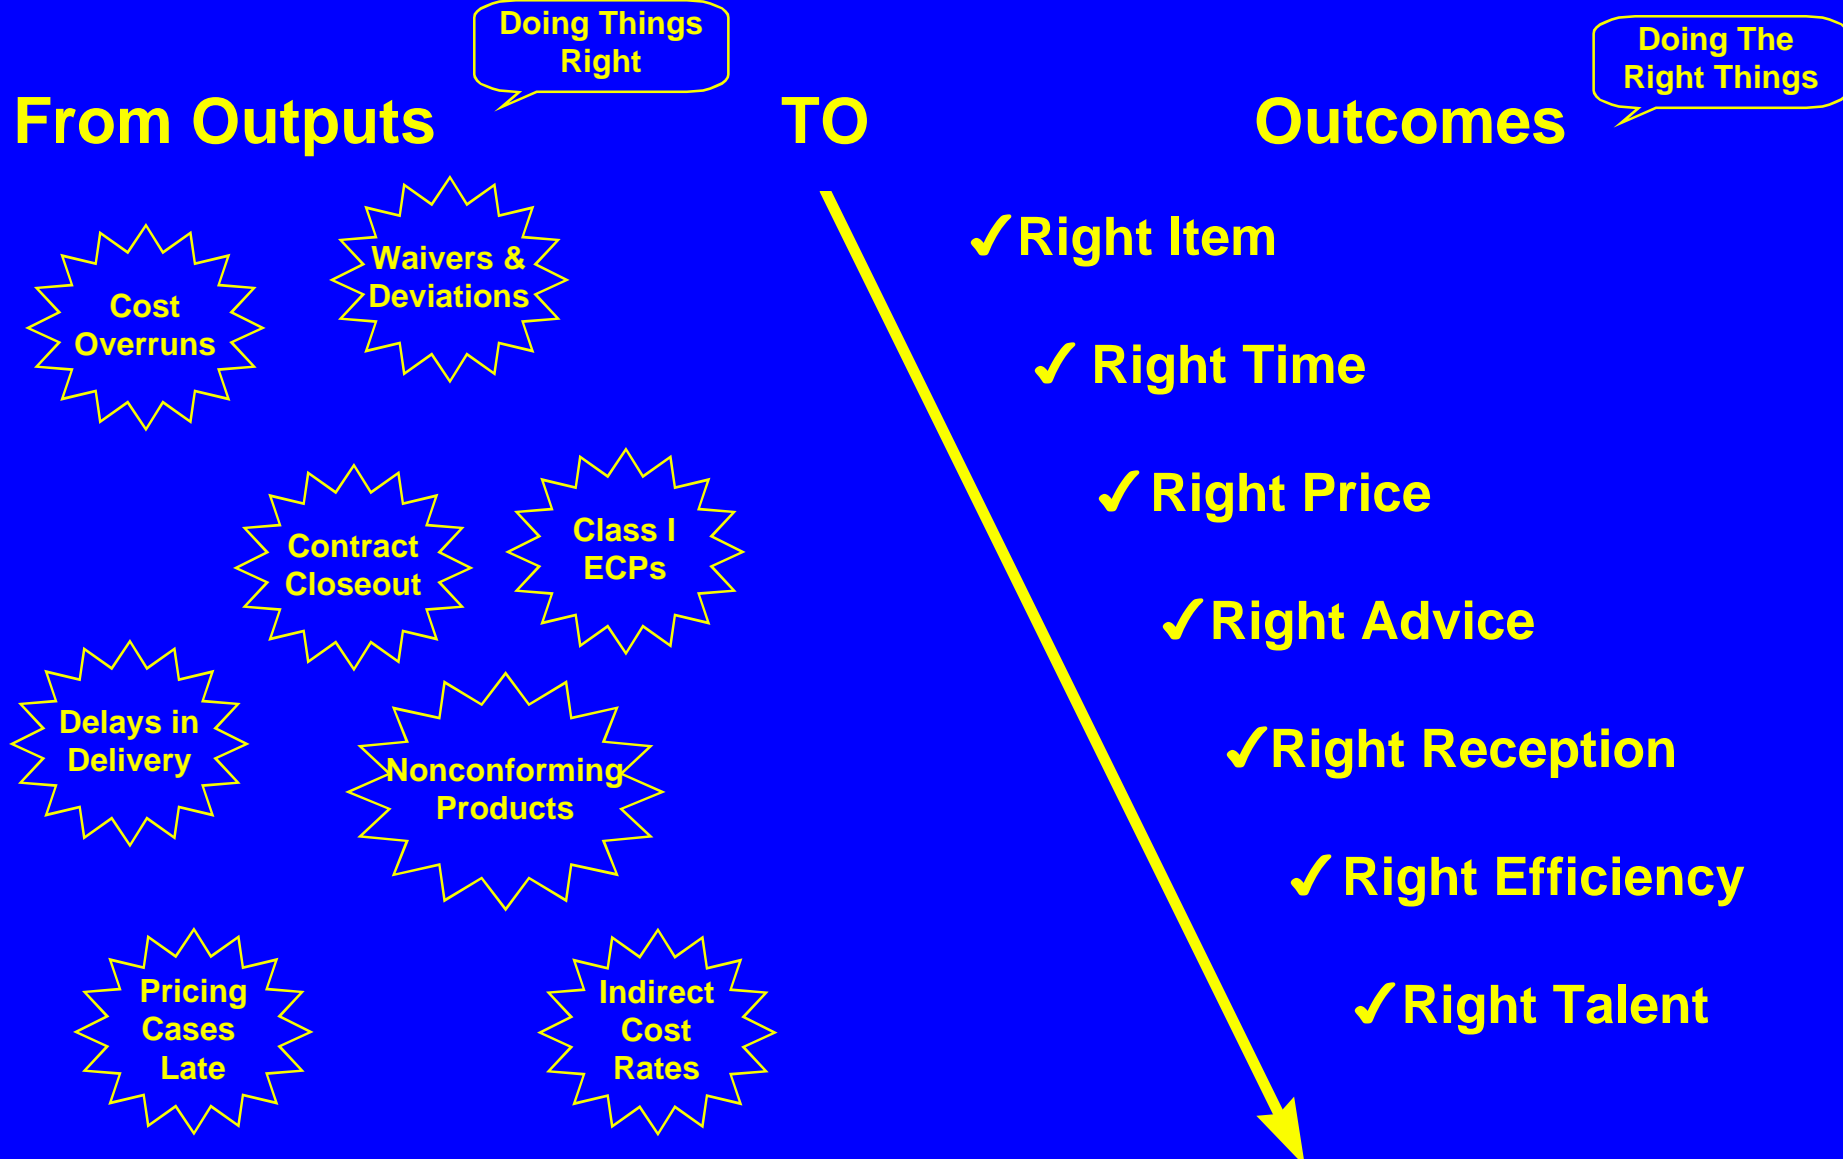 Doing Things
Right
Doing The
Right Things
From Outputs TO Outcomes
Waivers &
Deviations
Cost
Overruns
Contract
Closeout
Class I
ECPs
Delays in
Delivery
Nonconforming
Products
Pricing
Cases
Late
Indirect
Cost
Rates
✓Right Item
✓ Right Time
✓ Right Price
✓Right Advice
✓Right Reception
✓ Right Efficiency
✓Right Talent